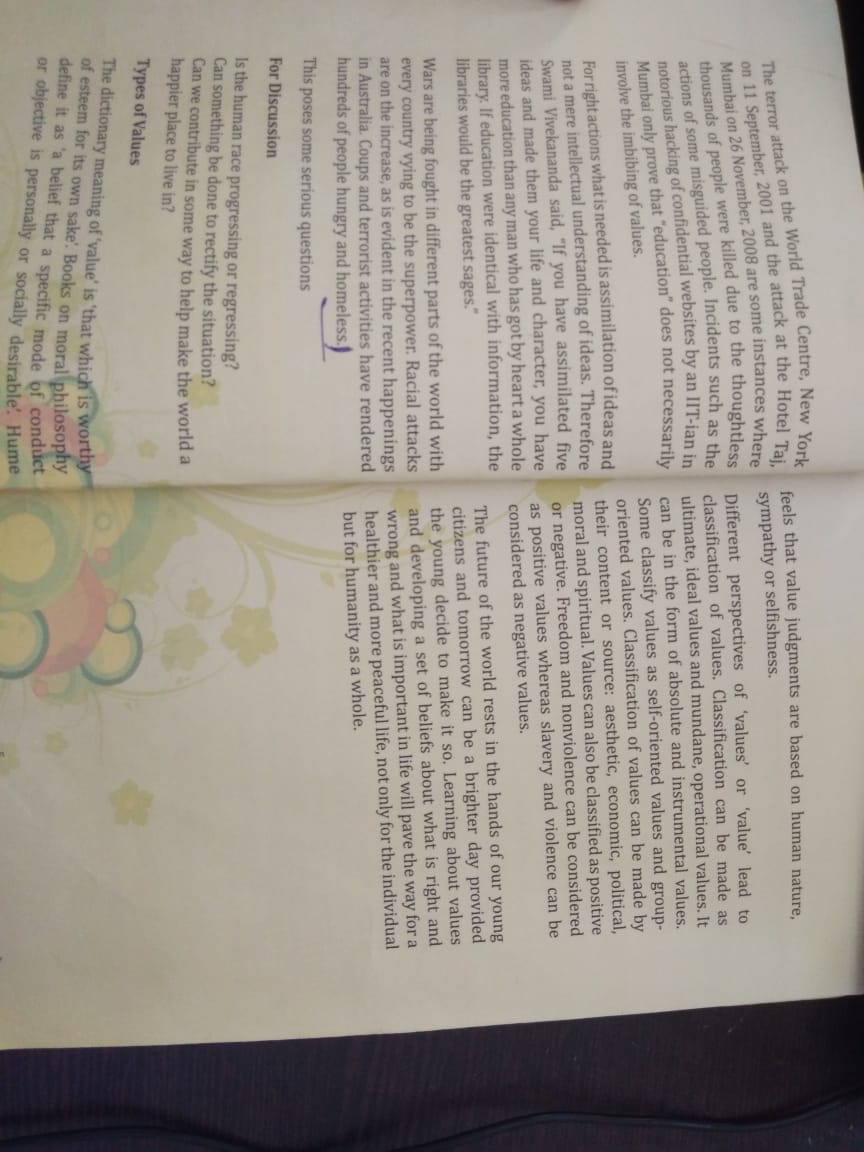 The terror attack on the World Trade Centre, New York
on 11 September, 2001 and the attack at the Hotel Taj,
Mumbai on 26 November, 2008 are some instances where
thousands of people were killed due to the thoughtless
actions of some misguided people. Incidents such as the
notorious hacking of confidential websites by an IIT-ian in
Mumbai only prove that "education" does not necessarily
involve the imbibing of values.
For right actions what is needed is assimilation of ideas and
not a mere intellectual understanding of ideas. Therefore
Swami Vivekananda said, "If you have assimilated five
ideas and made them your life and character, you have
more education than any man who has got by heart a whole
library. If education were identical with information, the
libraries would be the greatest sages."
Wars are being fought in different parts of the world with
every country vying to be the superpower. Racial attacks
are on the increase, as is evident in the recent happenings
in Australia. Coups and terrorist activities have rendered
hundreds of people hungry and homeless.
This poses some serious questions
For Discussion
Is the human race progressing or regressing?
Can something be done to rectify the situation?
Can we contribute in some way to help make the world a
happier place to live in?
Types of Values
The dictionary meaning of 'value' is 'that which is worthy
of esteem for its own sake'. Books on moral philosophy
define it as 'a belief that a specific mode of conduct
or objective is personally or socially desirable'. Hume
feels that value judgments are based on human nature,
sympathy or selfishness.
Different perspectives of 'values' or 'value' lead to
classification of values. Classification can be made as
ultimate, ideal values and mundane, operational values. It
can be in the form of absolute and instrumental values.
Some classify values as self-oriented values and group-
oriented values. Classification of values can be made by
their content or source: aesthetic, economic, political,
moral and spiritual. Values can also be classified as positive
or negative. Freedom and nonviolence can be considered
as positive values whereas slavery and violence can be
considered as negative values.
The future of the world rests in the hands of our young
citizens and tomorrow can be a brighter day provided
the young decide to make it so. Learning about values
and developing a set of beliefs about what is right and
wrong and what is important in life will pave the way for a
healthier and more peaceful life, not only for the individual
but for humanity as a whole.